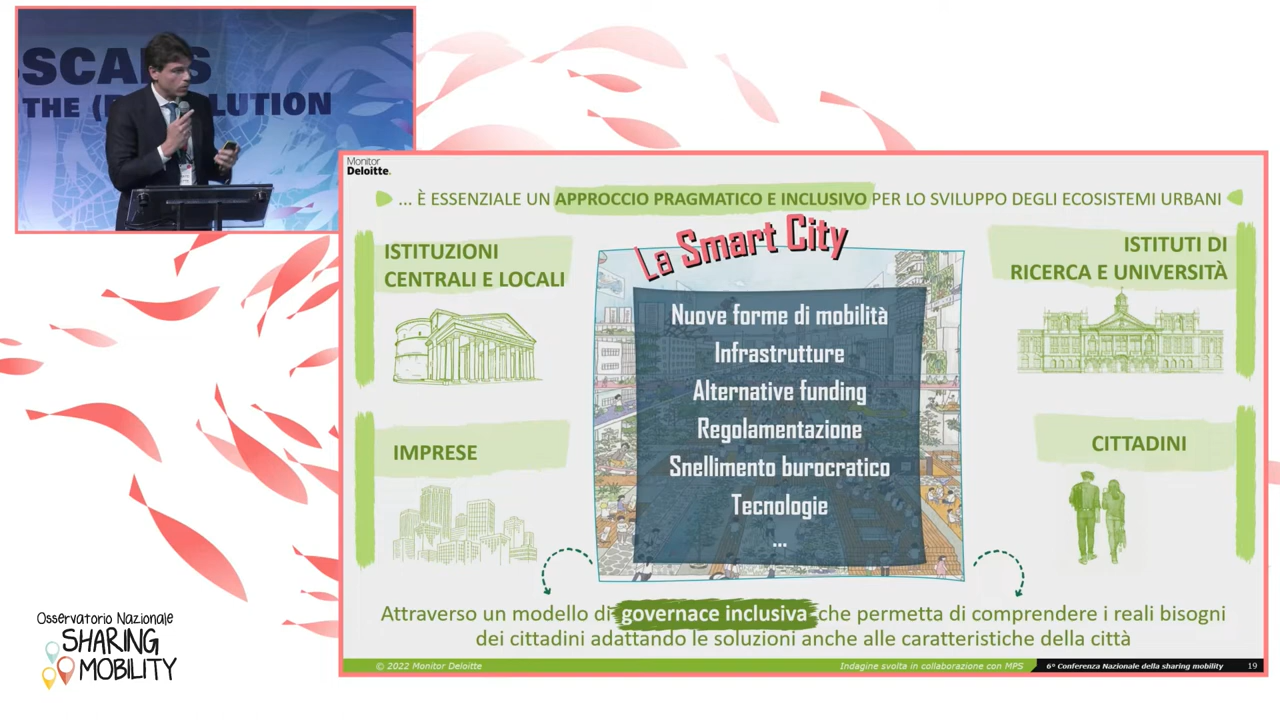 SCA
S
THE (
LUTION
Monitor
Deloitte.
... È ESSENZIALE UN APPROCCIO PRAGMATICO E INCLUSIVO PER LO SVILUPPO DEGLI ECOSISTEMI URBANI
La Smart City
ISTITUZIONI
CENTRALI E LOCALI
ISTITUTI DI
RICERCA E UNIVERSITÀ
Nuove forme di mobilità
Infrastrutture
Alternative funding
Regolamentazione
Snellimento burocratico
Tecnologie
...
IMPRESE
CITTADINI
Attraverso un modello di governace inclusiva che permetta di comprendere i reali bisogni
dei cittadini adattando le soluzioni anche alle caratteristiche della città
© 2022 Monitor Deloitte
Indagine svolta in collaborazione con MPS
6° Conferenza Nazionale della sharing mobility
19
Osservatorio Nazionale
SHARING
MOBILITY